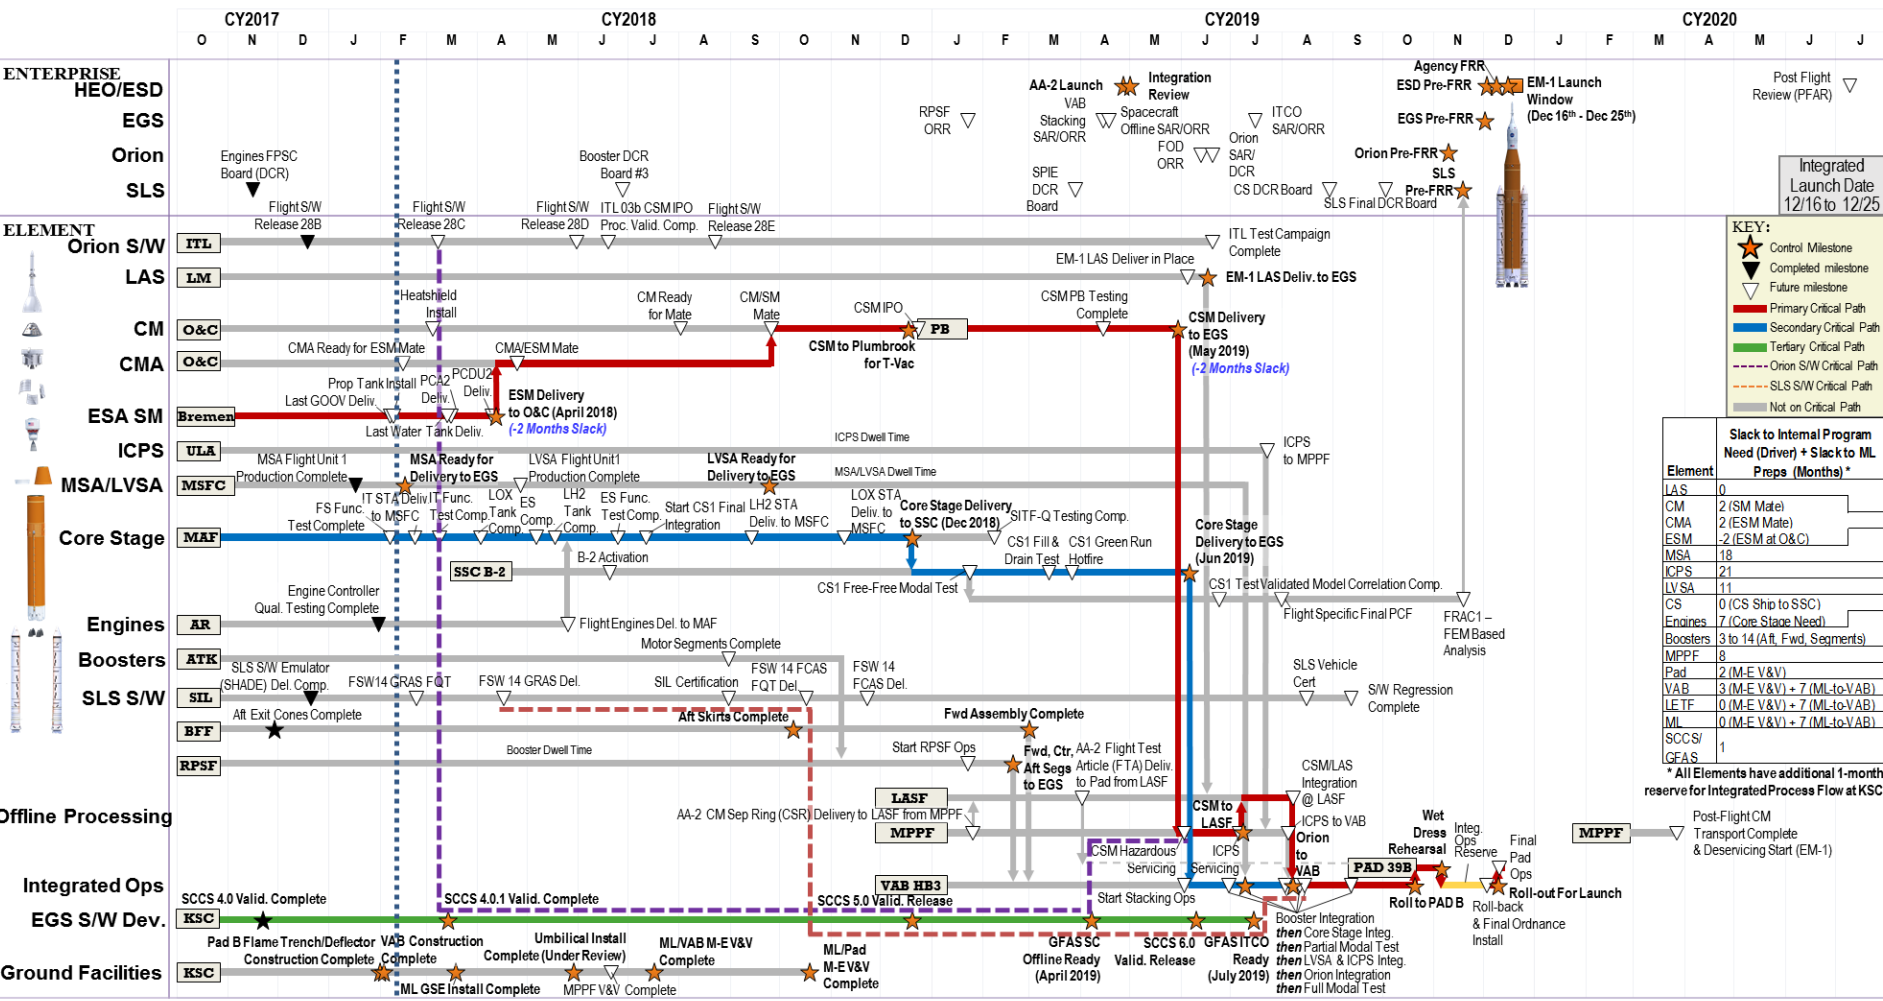 CY2017 CY2018 CY2019 CY2020
O N D J F M A M J J A S O N D J F M A M J J A S O N D J F M A M J J
ENTERPRISE
HEO/ESD
EGS
Orion
SLS
AA-2 Launch
Integration
Review
Agency FRR
ESD Pre-FRR
EM-1 Launch
Window
(Dec 16th - Dec 25th)
Post Flight
Review (PFAR)
RPSF
ORR
VAB
Stacking
SAR/ORR
Spacecraft
Offline SAR/ORR
ITCO
SAR/ORR
EGS Pre-FRR
FOD
ORR
Orion
SAR/
DCR
Orion Pre-FRR
Engines FPSC
Board (DCR)
Booster DCR
Board #3
SPIE
DCR
Board
CS DCR Board
SLS Final DCR Board
SLS
Pre-FRR
Integrated
Launch Date
12/16 to 12/25
ELEMENT
Orion S/W
ITL
Flight S/W
Release 28B
Flight S/W
Release 28C
Flight S/W
Release 28D
ITL 03b CSM IPO
Proc. Valid. Comp.
Flight S/W
Release 28E
ITL Test Campaign
Complete
KEY:
Control Milestone
Completed milestone
Future milestone
Primary Critical Path
Secondary Critical Path
Tertiary Critical Path
Orion S/W Critical Path
SLS S/W Critical Path
Not on Critical Path
LAS
LM
EM-1 LAS Deliver in Place
EM-1 LAS Deliv. to EGS
CM
O&C
Heatshield
Install
CM Ready
for Mate
CM/SM
Mate
CSM IPO
PB
CSM to Plumbrook
for T-Vac
CSM PB Testing
Complete
CSM Delivery
to EGS
(May 2019)
(-2 Months Slack)
CMA
O&C
CMA Ready for ESM Mate
CMA/ESM Mate
ESA SM
Bremen
Prop Tank Install
Last GOOV Deliv.
PCA2
Deliv.
PCDU2
Deliv.
Last Water Tank Deliv.
ESM Delivery
to O&C (April 2018)
(-2 Months Slack)
ICPS
ULA
ICPS Dwell Time
ICPS
to MPPF
MSA/LVSA
MSFC
MSA Flight Unit 1
Production Complete
MSA Ready for
Delivery to EGS
LVSA Flight Unit1
Production Complete
LVSA Ready for
Delivery to EGS
MSA/LVSA Dwell Time
Core Stage
MAF
FS Func.
Test Complete
IT STA Deliv.
to MSFC
IT Func.
Test Comp.
LOX
Tank
Comp.
ES
Comp.
LH2
Tank
Comp.
ES Func.
Test Comp.
Start CS1 Final
Integration
LH2 STA
Deliv. to MSFC
LOX STA
Deliv. to
MSFC
Core Stage Delivery
to SSC (Dec 2018)
SITF-Q Testing Comp.
Core Stage
Delivery to EGS
(Jun 2019)
SSC B-2
B-2 Activation
CS1 Free-Free Modal Test
CS1 Fill &
Drain Test
CS1 Green Run
Hotfire
CS1 Test Validated Model Correlation Comp.
Flight Specific Final PCF
FRAC1 –
FEM Based
Analysis
Engines
AR
Engine Controller
Qual. Testing Complete
Flight Engines Del. to MAF
Boosters
ATK
Motor Segments Complete
SLS S/W
SIL
SLS S/W Emulator
(SHADE) Del. Comp.
FSW14 GRAS FQT
FSW 14 GRAS Del.
SIL Certification
FSW 14 FCAS
FQT Del.
FSW 14
FCAS Del.
SLS Vehicle
Cert
S/W Regression
Complete
BFF
Aft Exit Cones Complete
Aft Skirts Complete
Fwd Assembly Complete
RPSF
Booster Dwell Time
Start RPSF Ops
Fwd, Ctr,
Aft Segs
to EGS
AA-2 Flight Test
Article (FTA) Deliv.
to Pad from LASF
CSM/LAS
Integration
@ LASF
Element
Slack to Internal Program
Need (Driver) + Slack to ML
Preps (Months) *
LAS 0
CM 2 (SM Mate)
CMA 2 (ESM Mate)
ESM -2 (ESM at O&C)
MSA 18
ICPS 21
LVSA 11
CS 0 (CS Ship to SSC)
Engines 7 (Core Stage Need)
Boosters 3 to 14 (Aft, Fwd, Segments)
MPPF 8
Pad 2 (M-E V&V)
VAB 3 (M-E V&V) + 7 (ML-to-VAB)
LETF 0 (M-E V&V) + 7 (ML-to-VAB)
ML 0 (M-E V&V) + 7 (ML-to-VAB)
SCCS/
GFAS 1
* All Elements have additional 1-month
reserve for Integrated Process Flow at KSC
Offline Processing
LASF
AA-2 CM Sep Ring (CSR) Delivery to LASF from MPPF
MPPF
CSM to
LASF
ICPS to VAB
Orion
to
VAB
CSM Hazardous
Servicing
ICPS
Servicing
Wet
Dress
Rehearsal
Integ.
Ops
Reserve
Final
Pad
Ops
MPPF
Post-Flight CM
Transport Complete
& Deservicing Start (EM-1)
Integrated Ops
VAB HB3
Start Stacking Ops
PAD 39B
Roll to PAD B
Roll-out For Launch
Roll-back
& Final Ordnance
Install
EGS S/W Dev.
KSC
SCCS 4.0 Valid. Complete
SCCS 4.0.1 Valid. Complete
SCCS 5.0 Valid. Release
GFAS SC
Offline Ready
(April 2019)
SCCS 6.0
Valid. Release
GFAS ITCO
Ready
(July 2019)
Booster Integration
then Core Stage Integ.
then Partial Modal Test
then LVSA & ICPS Integ.
then Orion Integration
then Full Modal Test
Ground Facilities
KSC
Pad B Flame Trench/Deflector
Construction Complete
VAB Construction
Complete
ML GSE Install Complete
Umbilical Install
Complete (Under Review)
MPPF V&V Complete
ML/VAB M-E V&V
Complete
ML/Pad
M-E V&V
Complete